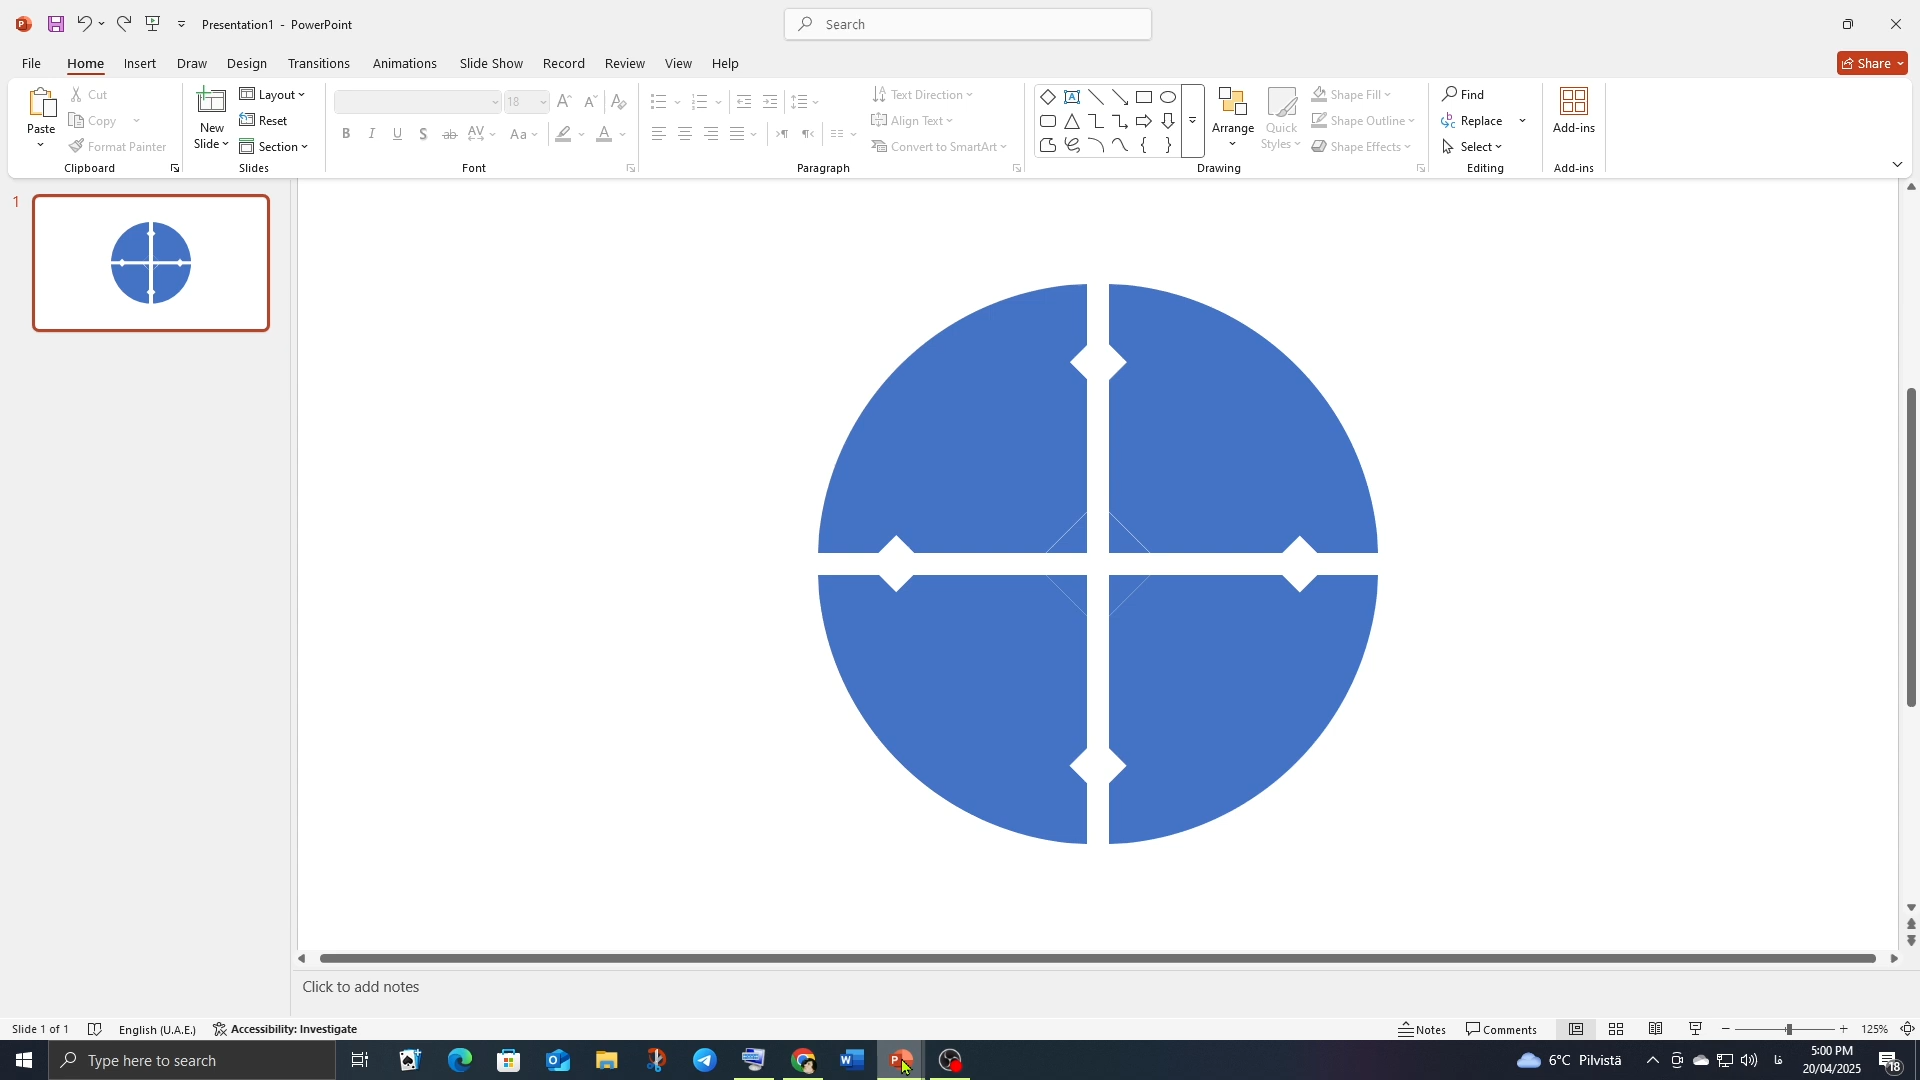 Presentation1 - PowerPoint
Search
File Home Insert Draw Design Transitions Animations Slide Show Record Review View Help
Share
Paste
Cut
Copy
Format Painter
Clipboard
New Slide
Layout
Reset
Section
Slides
18
Font
Text Direction
Align Text
Convert to SmartArt
Paragraph
Arrange
Quick Styles
Shape Fill
Shape Outline
Shape Effects
Drawing
Find
Replace
Select
Editing
Add-ins
Add-ins
1
Click to add notes
Slide 1 of 1 English (U.A.E.) Accessibility: Investigate
Notes Comments 125%
Type here to search
6°C Pilvistä
فا
5:00 PM
20/04/2025
18